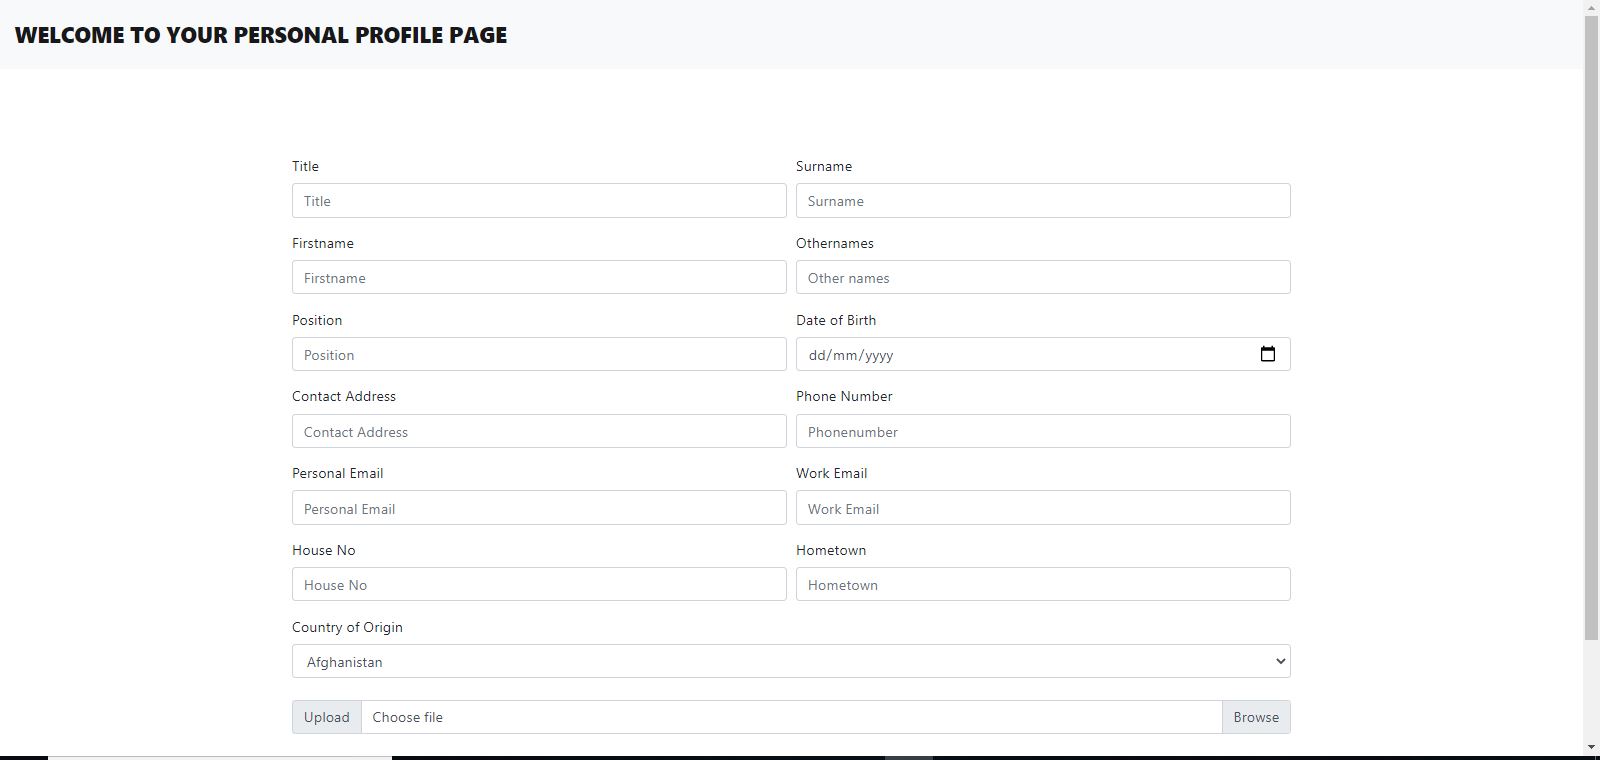 WELCOME TO YOUR PERSONAL PROFILE PAGE
Title Surname
Title Surname
Firstname Othernames
Firstname Other names
Position Date of Birth
Position dd/mm/yyyy
Contact Address Phone Number
Contact Address Phonenumber
Personal Email Work Email
Personal Email Work Email
House No Hometown
House No Hometown
Country of Origin
Afghanistan
Upload Choose file Browse